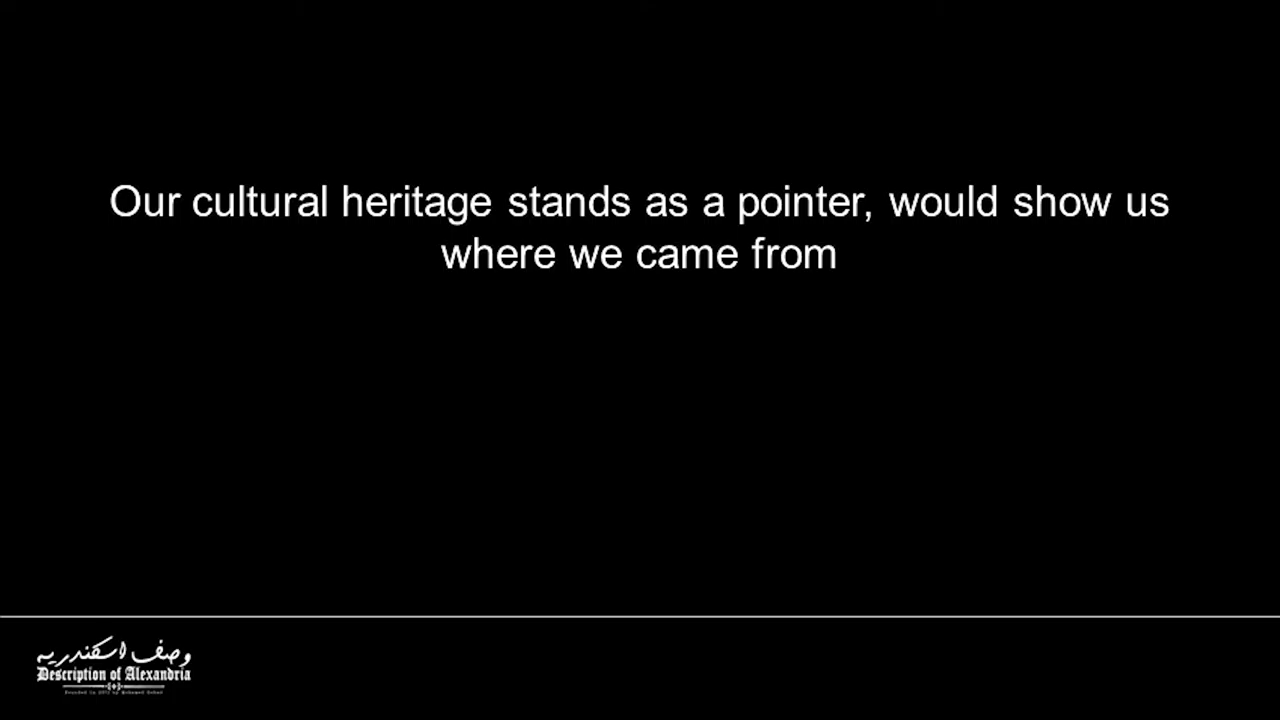 Our cultural heritage stands as a pointer, would show us
where we came from
وصف اسكندريه
Description of Alexandria